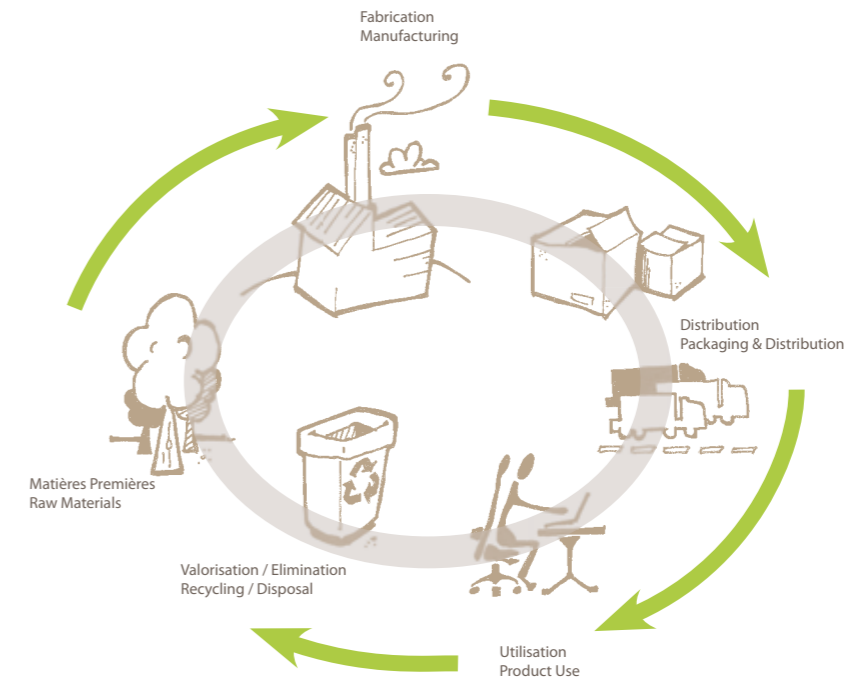 Fabrication
Manufacturing
Distribution
Packaging & Distribution
Matières Premières
Raw Materials
Valorisation / Elimination
Recycling / Disposal
Utilisation
Product Use